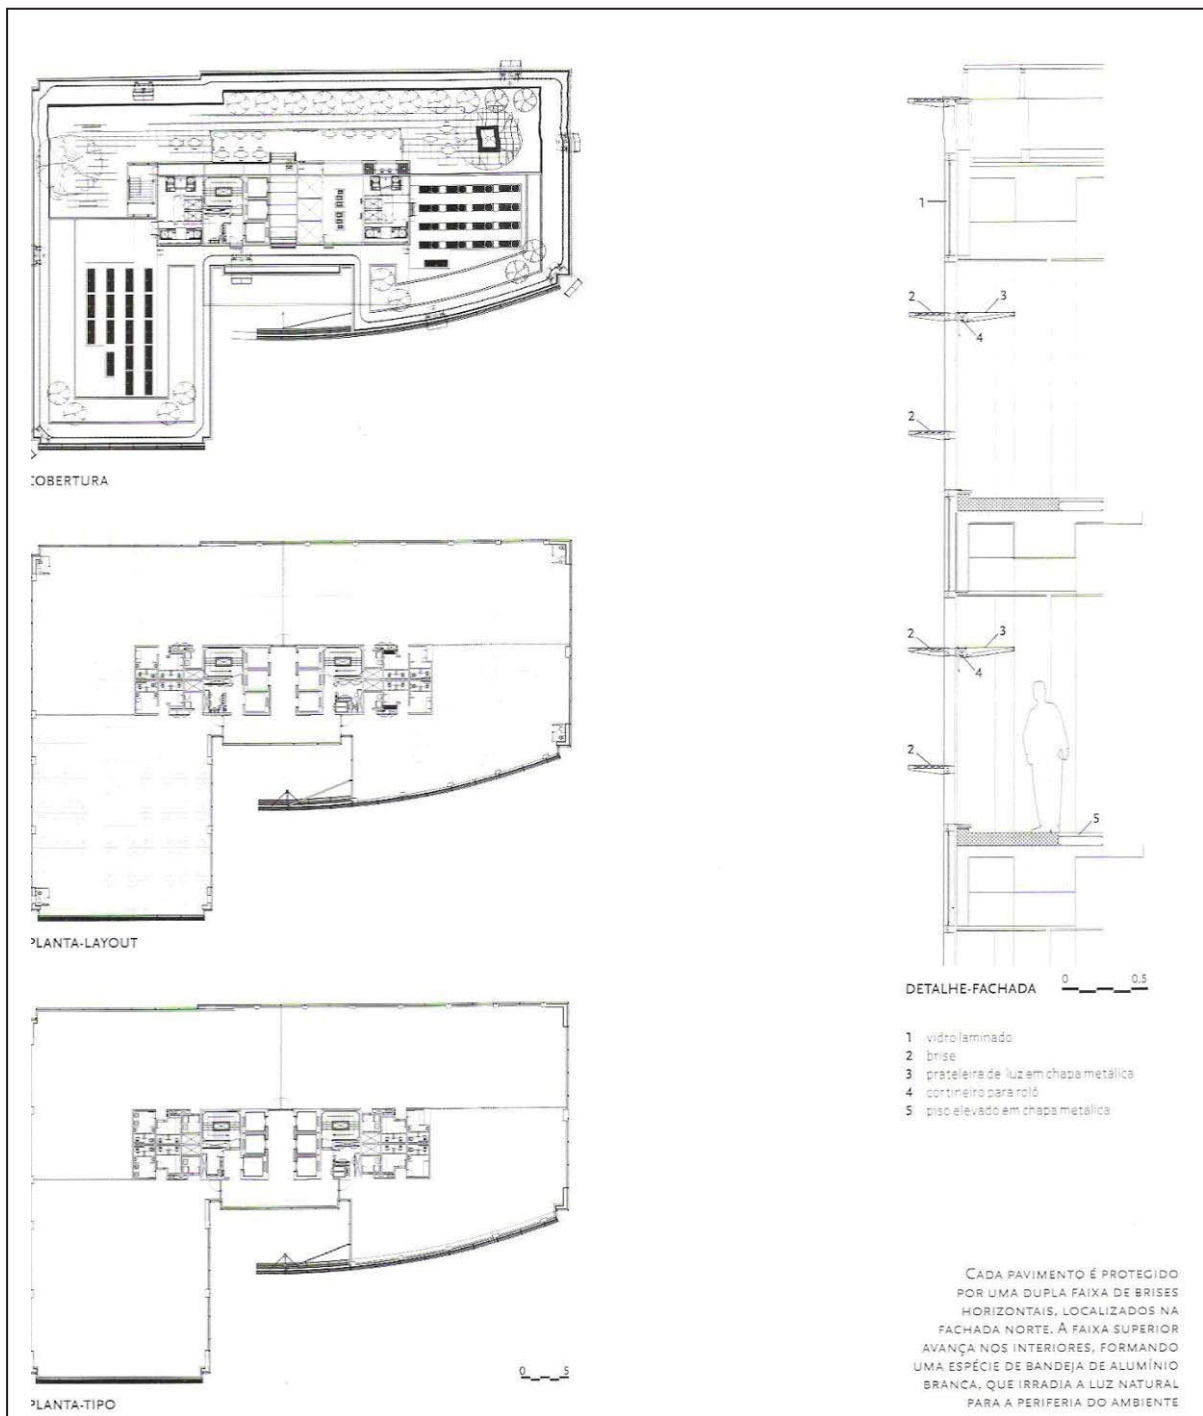 COBERTURA
PLANTA-LAYOUT
PLANTA-TIPO
0 5
1
2
3
4
2
2
3
4
2
5
DETALHE-FACHADA
0 0.5
1 vidro laminado
2 brise
3 prateleira de luz em chapa metálica
4 cortineiro para rolô
5 piso elevado em chapa metálica
CADA PAVIMENTO É PROTEGIDO
POR UMA DUPLA FAIXA DE BRISES
HORIZONTAIS, LOCALIZADOS NA
FACHADA NORTE. A FAIXA SUPERIOR
AVANÇA NOS INTERIORES, FORMANDO
UMA ESPÉCIE DE BANDEJA DE ALUMÍNIO
BRANCA, QUE IRRADIA A LUZ NATURAL
PARA A PERIFERIA DO AMBIENTE